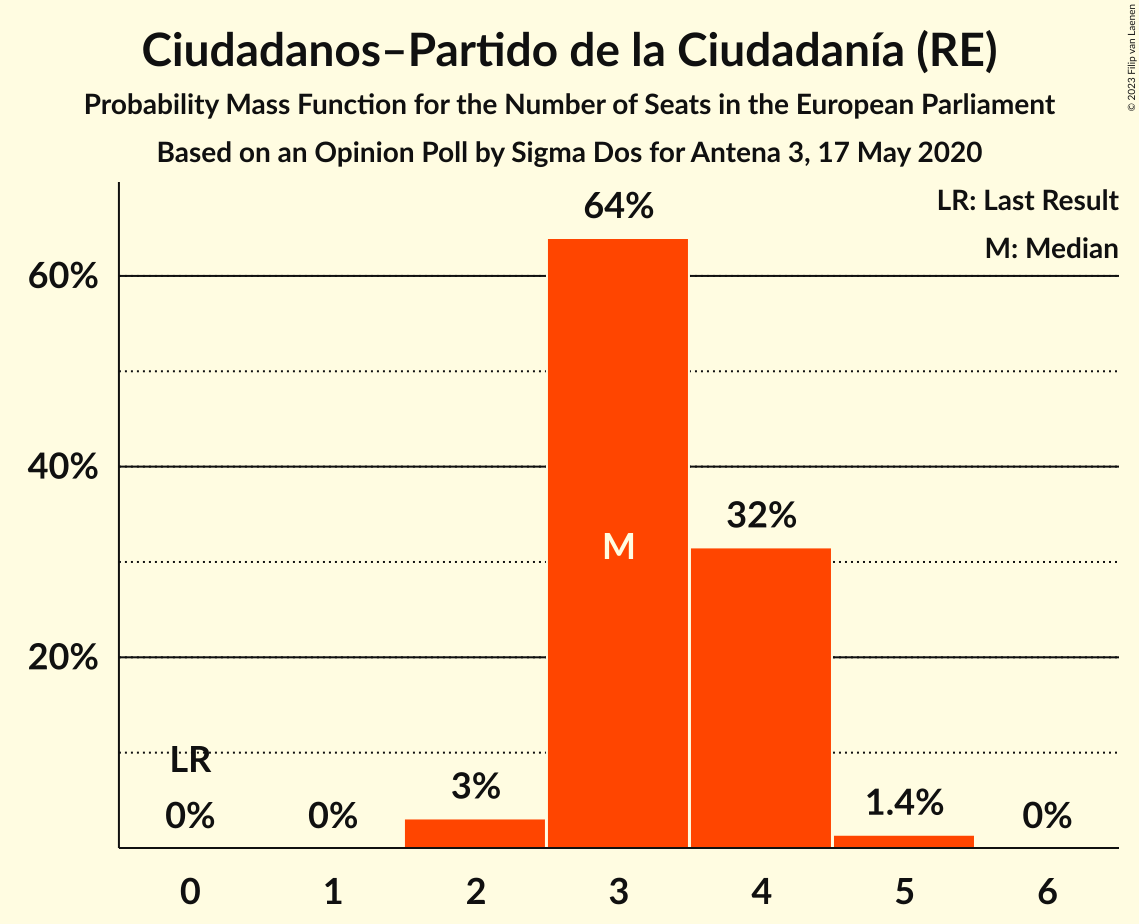 Ciudadanos–Partido de la Ciudadanía (RE)
Probability Mass Function for the Number of Seats in the European Parliament
Based on an Opinion Poll by Sigma Dos for Antena 3, 17 May 2020
© 2023 Filip van Laenen
LR: Last Result
M: Median
64%
60%
40%
32%
M
20%
LR
0%
0%
3%
1.4%
0%
0 1 2 3 4 5 6